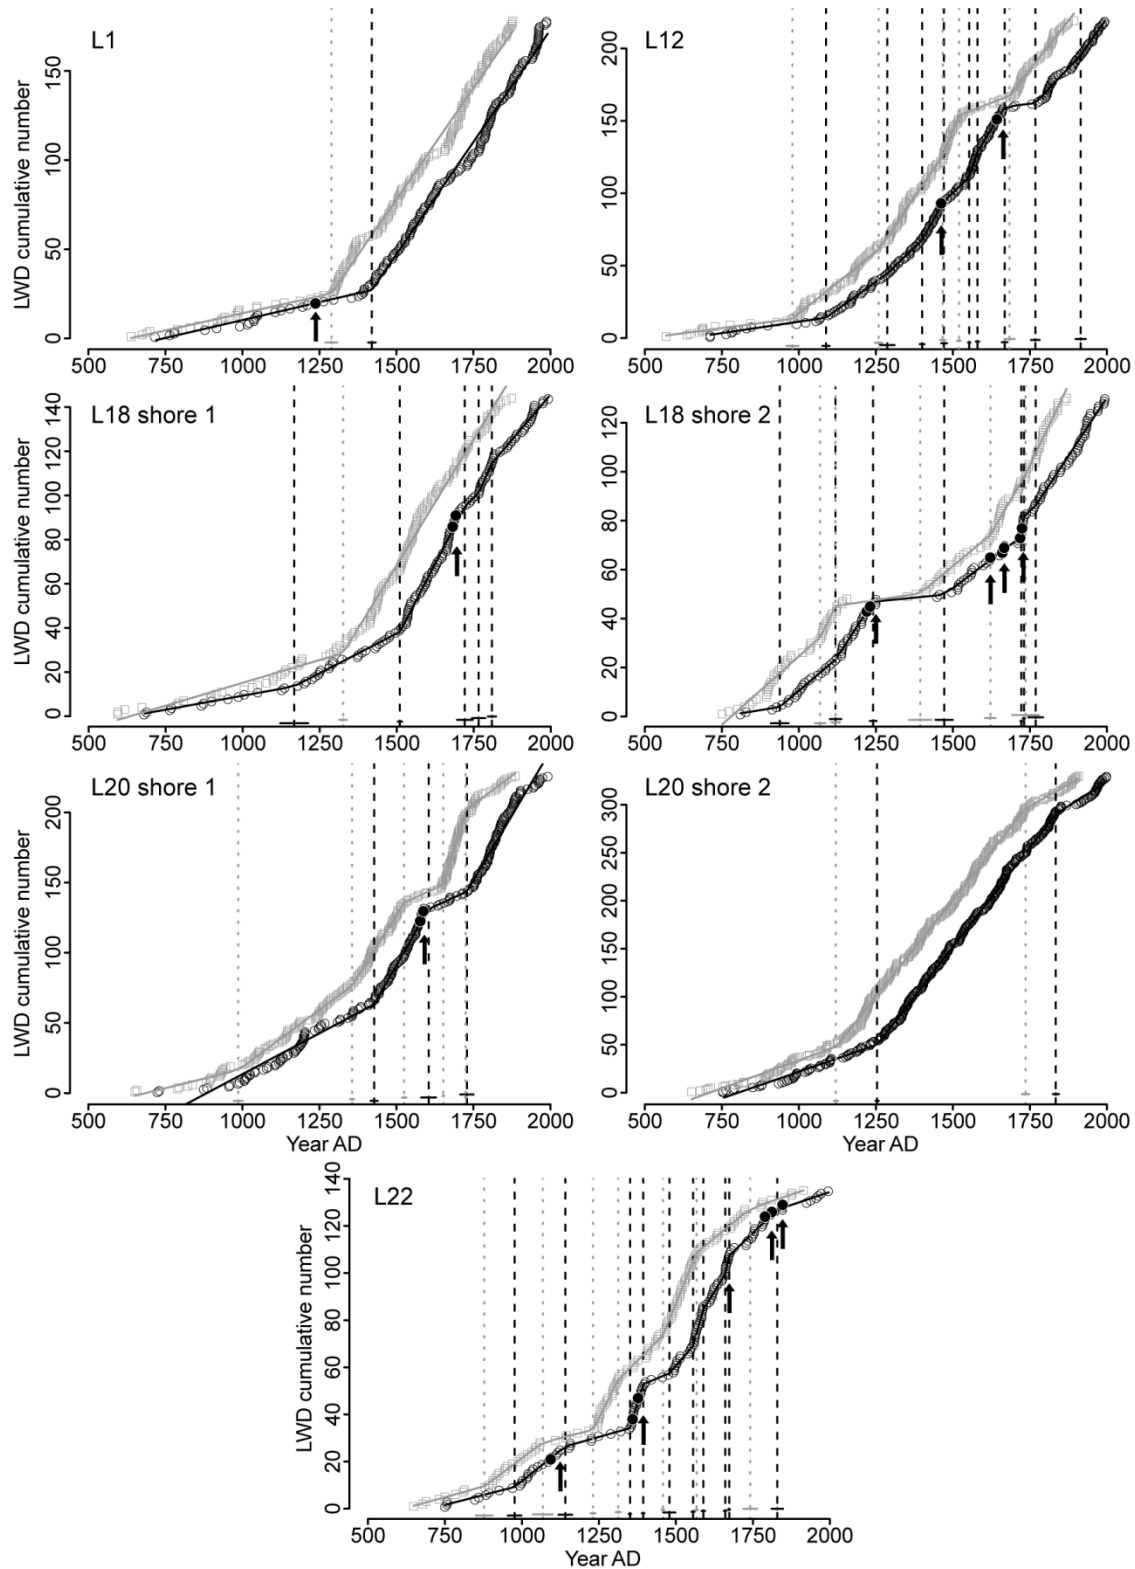 L1
LWD cumulative number
0 50 100 150
500 750 1000 1250 1500 1750 2000
L12
0 50 100 150 200
500 750 1000 1250 1500 1750 2000
L18 shore 1
LWD cumulative number
0 20 40 60 80 100 120 140
500 750 1000 1250 1500 1750 2000
L18 shore 2
0 20 40 60 80 100 120
500 750 1000 1250 1500 1750 2000
L20 shore 1
LWD cumulative number
0 50 100 150 200
500 750 1000 1250 1500 1750 2000
Year AD
L20 shore 2
0 50 100 150 200 250 300
500 750 1000 1250 1500 1750 2000
Year AD
L22
LWD cumulative number
0 20 40 60 80 100 120 140
500 750 1000 1250 1500 1750 2000
Year AD